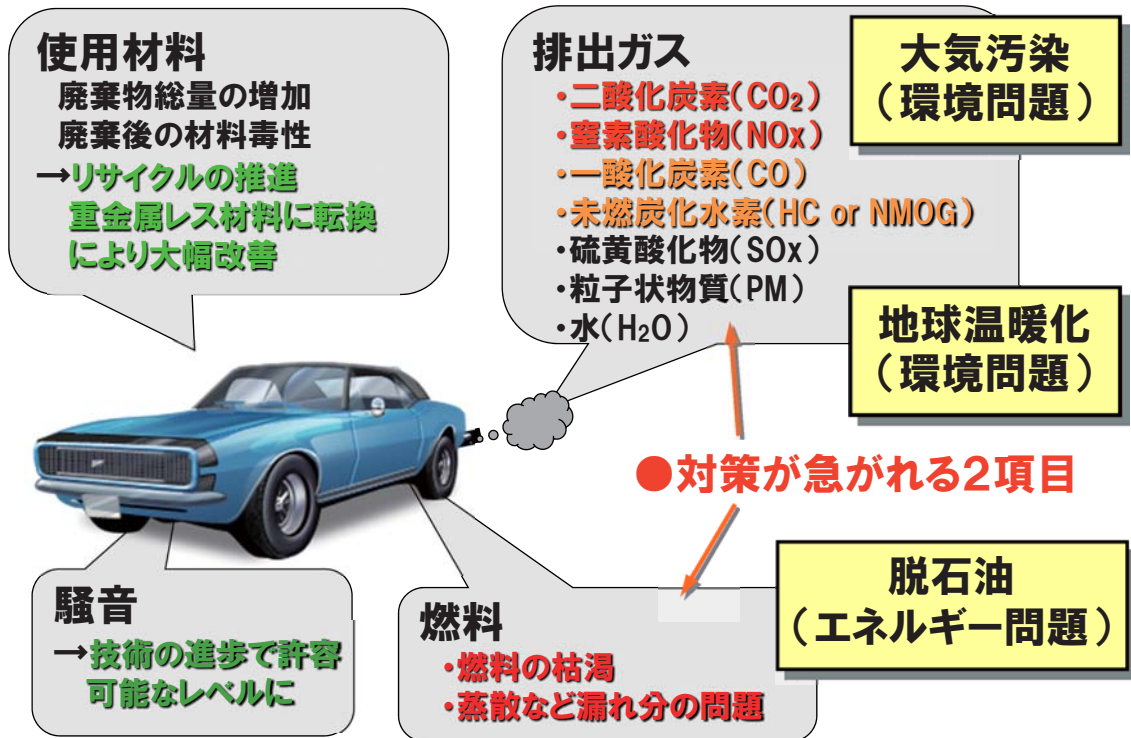 使用材料
廃棄物総量の増加
廃棄後の材料毒性
→リサイクルの推進
重金属レス材料に転換
により大幅改善
排出ガス
・二酸化炭素(CO₂)
・窒素酸化物(NOx)
・一酸化炭素(CO)
・未燃炭化水素(HC or NMOG)
・硫黄酸化物(SOx)
・粒子状物質(PM)
・水(H₂O)
大気汚染
(環境問題)
地球温暖化
(環境問題)
●対策が急がれる2項目
騒音
→技術の進歩で許容
可能なレベルに
燃料
・燃料の枯渇
・蒸散など漏れ分の問題
脱石油
(エネルギー問題)